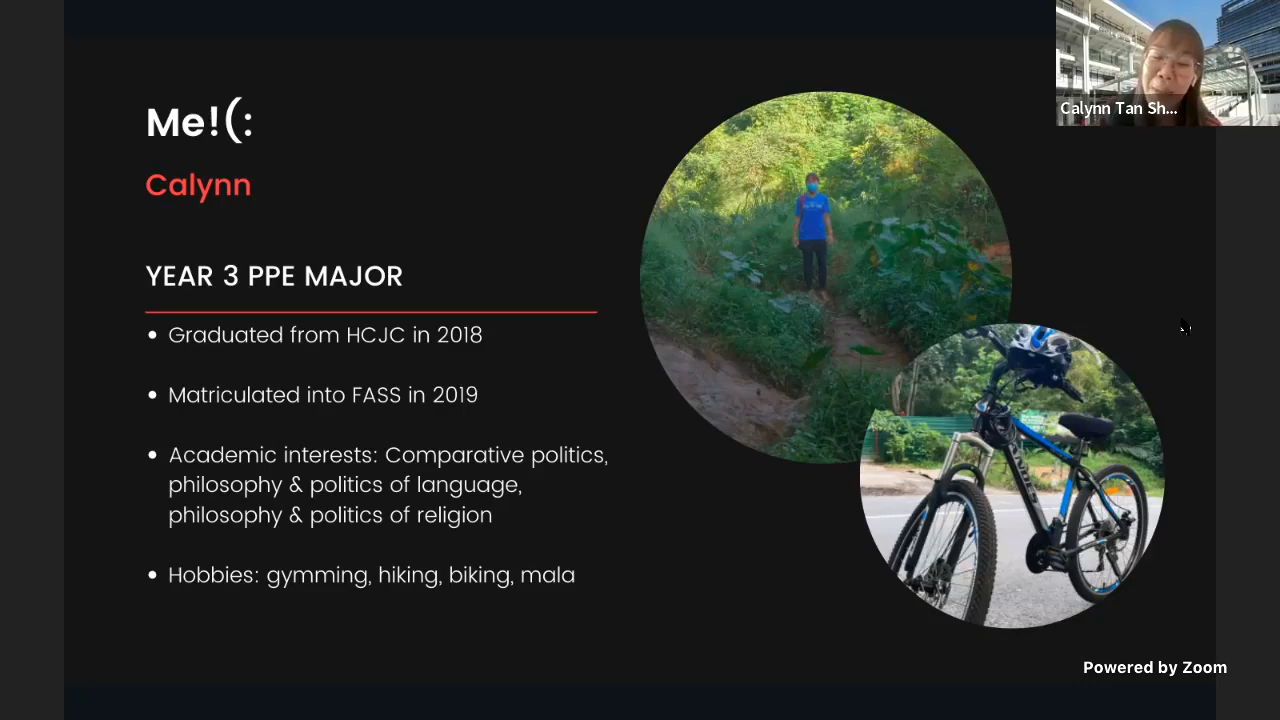 Me!(:
Calynn
YEAR 3 PPE MAJOR
• Graduated from HCJC in 2018
• Matriculated into FASS in 2019
• Academic interests: Comparative politics,
philosophy & politics of language,
philosophy & politics of religion
• Hobbies: gymming, hiking, biking, mala
Calynn Tan Sh...
Powered by Zoom